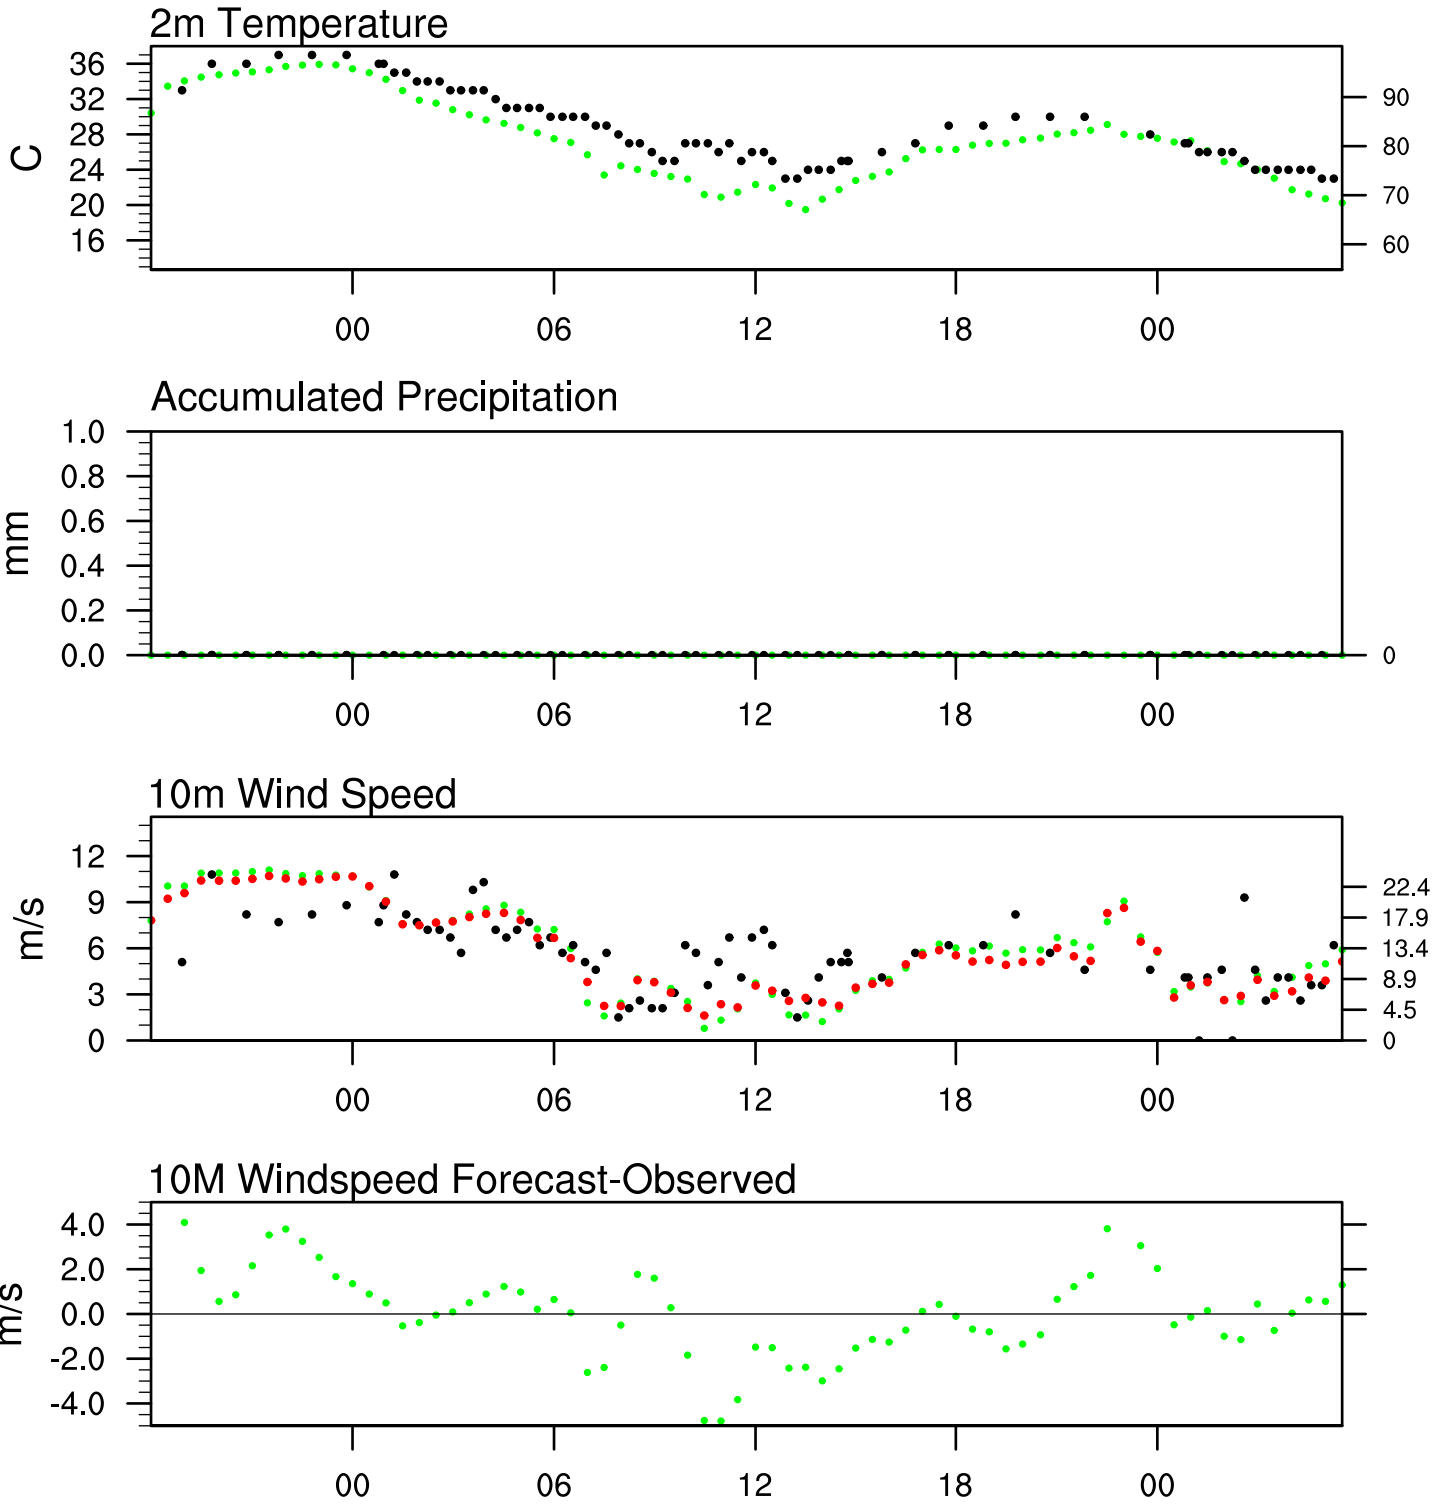 2m Temperature
36
32
28
24
20
16
C
90
80
70
60
00 06 12 18 00
Accumulated Precipitation
1.0
0.8
0.6
0.4
0.2
0.0
mm
0
00 06 12 18 00
10m Wind Speed
12
9
6
3
0
m/s
22.4
17.9
13.4
8.9
4.5
0
00 06 12 18 00
10M Windspeed Forecast-Observed
4.0
2.0
0.0
-2.0
-4.0
m/s
00 06 12 18 00